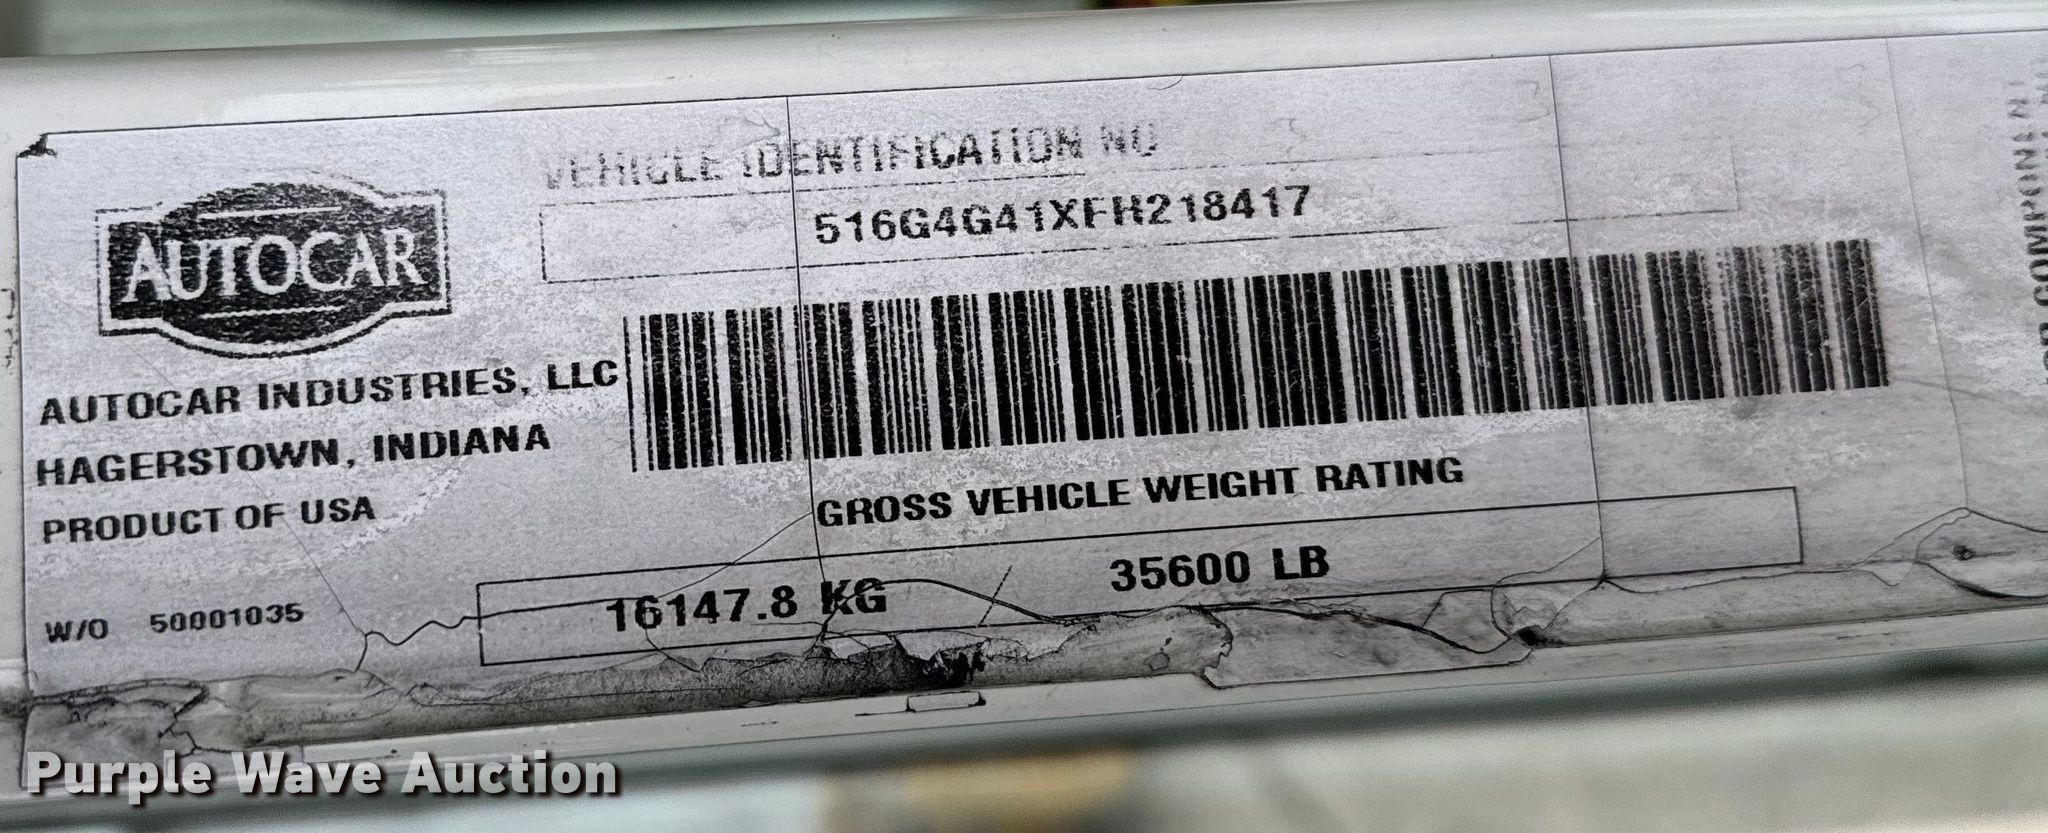 VEHICLE IDENTIFICATION NO
516G4G41XFH218417
AUTOCAR
AUTOCAR INDUSTRIES, LLC
HAGERSTOWN, INDIANA
PRODUCT OF USA
GROSS VEHICLE WEIGHT RATING
W/O 50001035
16147.8 KG 35600 LB
Purple Wave Auction